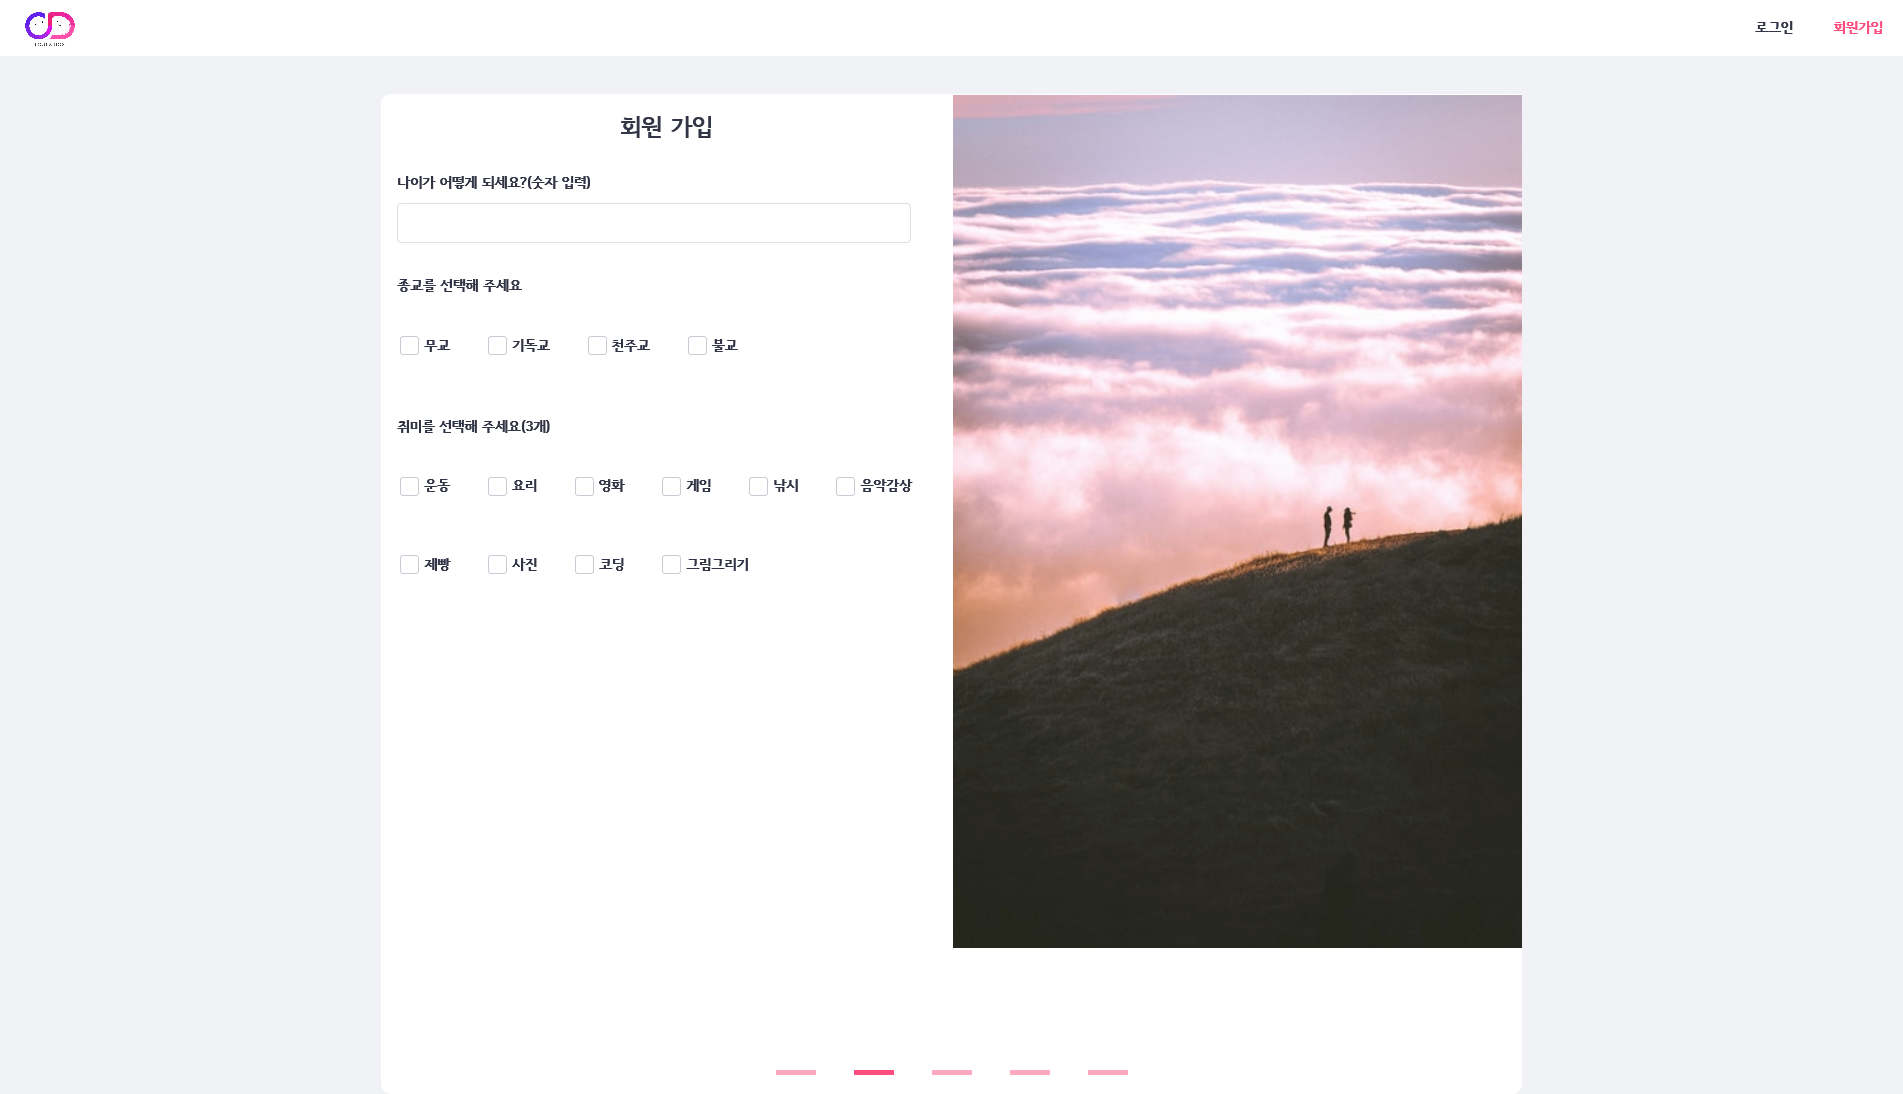 로그인
회원가입
회원 가입
나이가 어떻게 되세요?(숫자 입력)
종교를 선택해 주세요
무교 기독교 천주교 불교
취미를 선택해 주세요(3개)
운동 요리 영화 게임 낚시 음악감상
제빵 사진 코딩 그림그리기